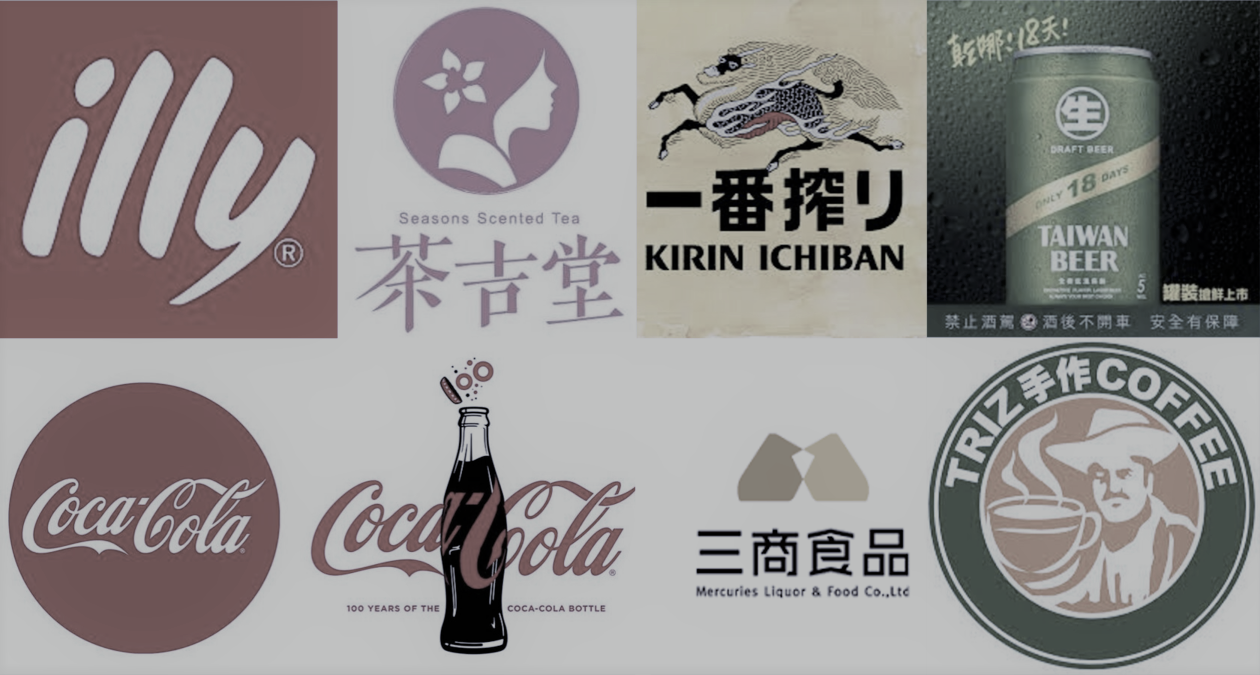 illy
®
Seasons Scented Tea
茶吉堂
一番搾り
KIRIN ICHIBAN
乾哪!18天!
生
DRAFT BEER
ONLY 18 DAYS
TAIWAN
BEER
5
罐裝搶鮮上市
禁止酒駕 酒後不開車 安全有保障
Coca-Cola
Coca-Cola
®
100 YEARS OF THE COCA-COLA BOTTLE
三商食品
Mercuries Liquor & Food Co.,Ltd
TRIZ手作COFFEE